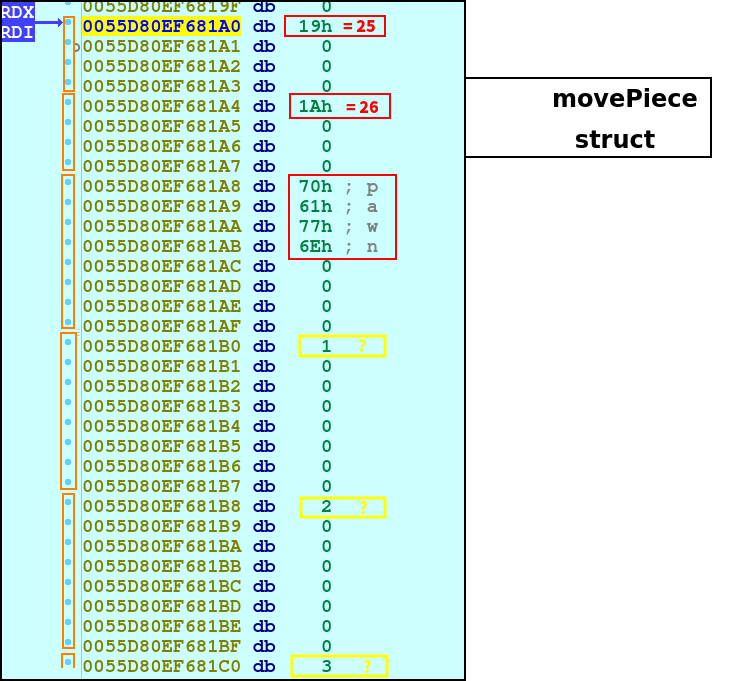 0055D80EF6819F db 0
RDX
0055D80EF681A0 db 19h =25
RDI
0055D80EF681A1 db 0
0055D80EF681A2 db 0
0055D80EF681A3 db 0
0055D80EF681A4 db 1Ah =26
0055D80EF681A5 db 0
0055D80EF681A6 db 0
0055D80EF681A7 db 0
0055D80EF681A8 db 70h ; p
0055D80EF681A9 db 61h ; a
0055D80EF681AA db 77h ; w
0055D80EF681AB db 6Eh ; n
0055D80EF681AC db 0
0055D80EF681AD db 0
0055D80EF681AE db 0
0055D80EF681AF db 0
0055D80EF681B0 db 1 ?
0055D80EF681B1 db 0
0055D80EF681B2 db 0
0055D80EF681B3 db 0
0055D80EF681B4 db 0
0055D80EF681B5 db 0
0055D80EF681B6 db 0
0055D80EF681B7 db 0
0055D80EF681B8 db 2 ?
0055D80EF681B9 db 0
0055D80EF681BA db 0
0055D80EF681BB db 0
0055D80EF681BC db 0
0055D80EF681BD db 0
0055D80EF681BE db 0
0055D80EF681BF db 0
0055D80EF681C0 db 3 ?
movePiece
struct